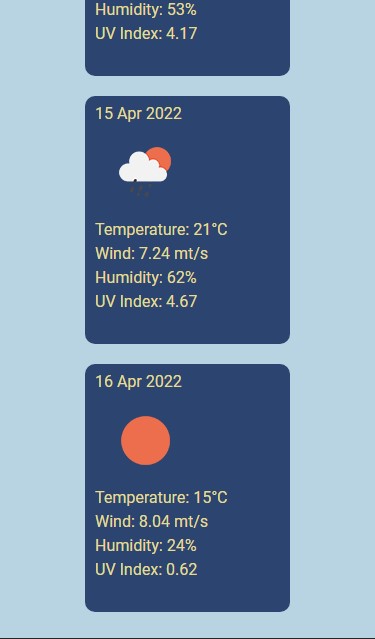 Humidity: 53%
UV Index: 4.17
15 Apr 2022
Temperature: 21°C
Wind: 7.24 mt/s
Humidity: 62%
UV Index: 4.67
16 Apr 2022
Temperature: 15°C
Wind: 8.04 mt/s
Humidity: 24%
UV Index: 0.62